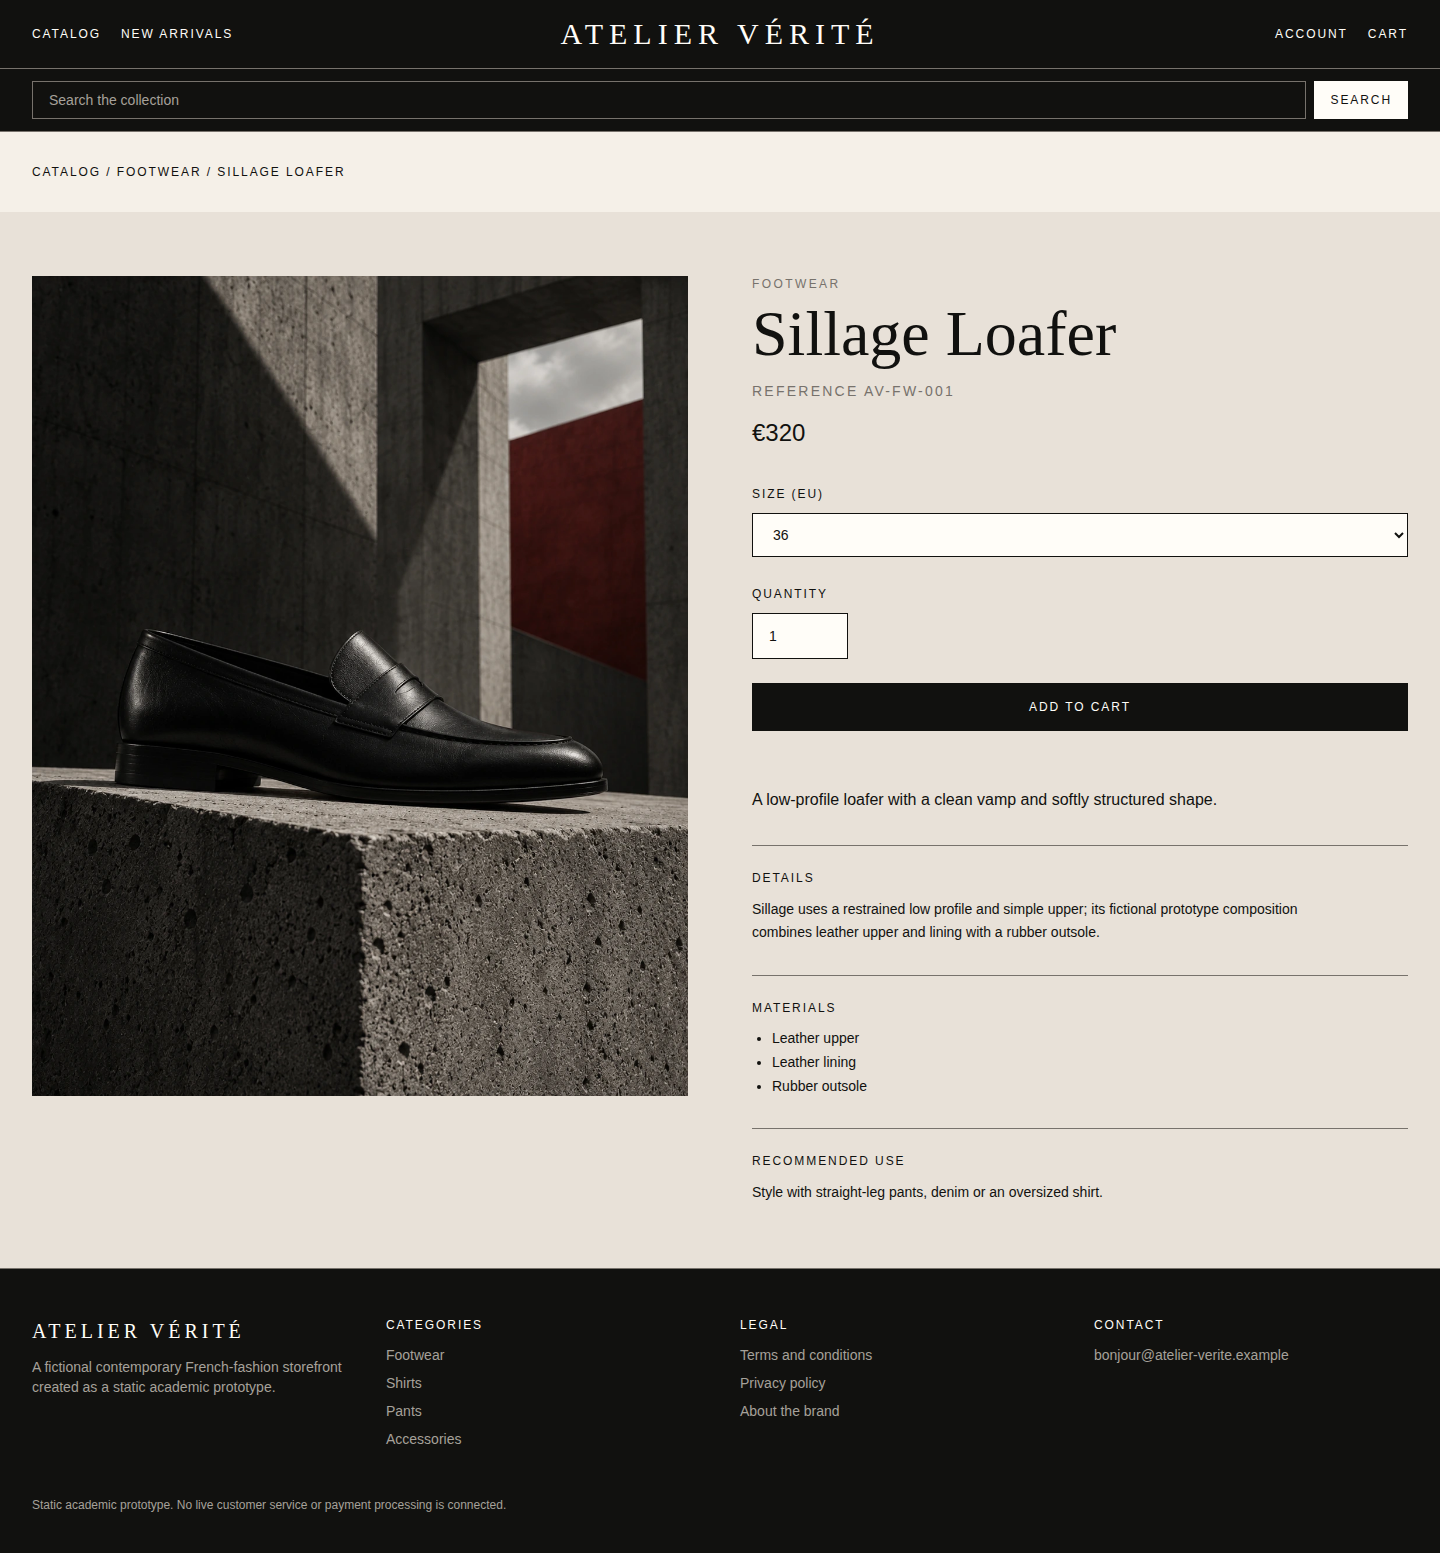 CATALOG NEW ARRIVALS
ATELIER VÉRITÉ
ACCOUNT CART
Search the collection
SEARCH
CATALOG / FOOTWEAR / SILLAGE LOAFER
FOOTWEAR
Sillage Loafer
REFERENCE AV-FW-001
€320
SIZE (EU)
36
QUANTITY
1
ADD TO CART
A low-profile loafer with a clean vamp and softly structured shape.
DETAILS
Sillage uses a restrained low profile and simple upper; its fictional prototype composition
combines leather upper and lining with a rubber outsole.
MATERIALS
• Leather upper
• Leather lining
• Rubber outsole
RECOMMENDED USE
Style with straight-leg pants, denim or an oversized shirt.
ATELIER VÉRITÉ
A fictional contemporary French-fashion storefront
created as a static academic prototype.
CATEGORIES
Footwear
Shirts
Pants
Accessories
LEGAL
Terms and conditions
Privacy policy
About the brand
CONTACT
bonjour@atelier-verite.example
Static academic prototype. No live customer service or payment processing is connected.